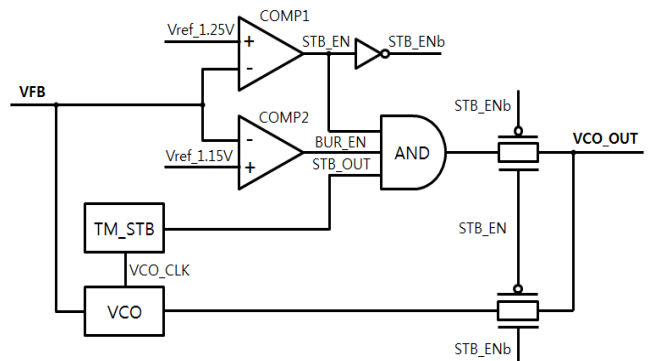 COMP1
Vref_1.25V
STB_EN
STB_ENb
+
-
VFB
COMP2
STB_ENb
-
BUR_EN
AND
VCO_OUT
Vref_1.15V
+
STB_OUT
TM_STB
STB_EN
VCO_CLK
VCO
STB_ENb